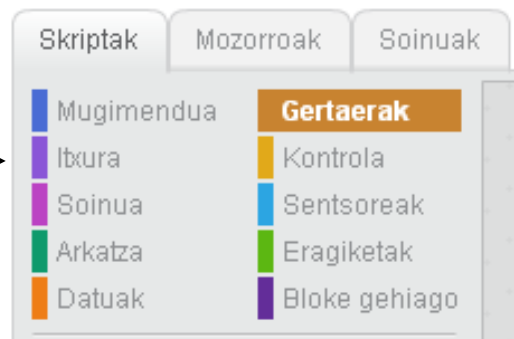 Skriptak Mozorroak Soinuak
Mugimendua Gertaerak
Itxura Kontrola
Soinua Sentsoreak
Arkatza Eragiketak
Datuak Bloke gehiago